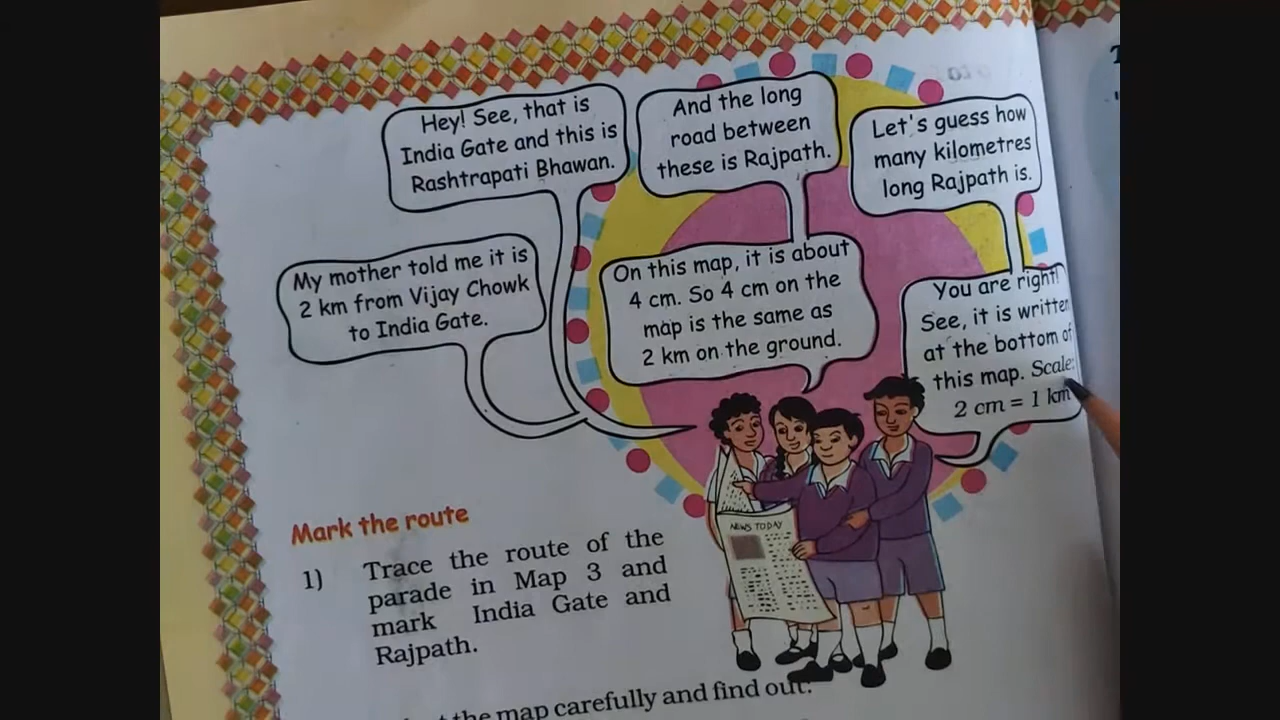 Hey! See, that is
India Gate and this is
Rashtrapati Bhawan.
And the long
road between
these is Rajpath.
Let's guess how
many kilometres
long Rajpath is.
My mother told me it is
2 km from Vijay Chowk
to India Gate.
On this map, it is about
4 cm. So 4 cm on the
map is the same as
2 km on the ground.
You are right!
See, it is written
at the bottom of
this map. Scale:
2 cm = 1 km
NEWS TODAY
Mark the route
1) Trace the route of the
parade in Map 3 and
mark India Gate and
Rajpath.
the map carefully and find out: